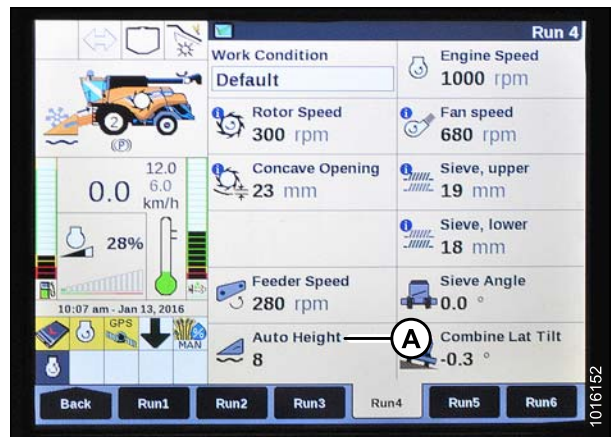 Run 4
Work Condition
Default
Engine Speed
1000 rpm
Rotor Speed
300 rpm
Fan speed
680 rpm
Concave Opening
23 mm
Sieve, upper
19 mm
Sieve, lower
18 mm
Feeder Speed
280 rpm
Sieve Angle
0.0 °
Auto Height
8
A
Combine Lat Tilt
-0.3 °
2
(P)
12.0
0.0
6.0
km/h
28%
10:07 am - Jan 13, 2016
GPS
%
MAN
Back
Run1
Run2
Run3
Run4
Run5
Run6
1016152